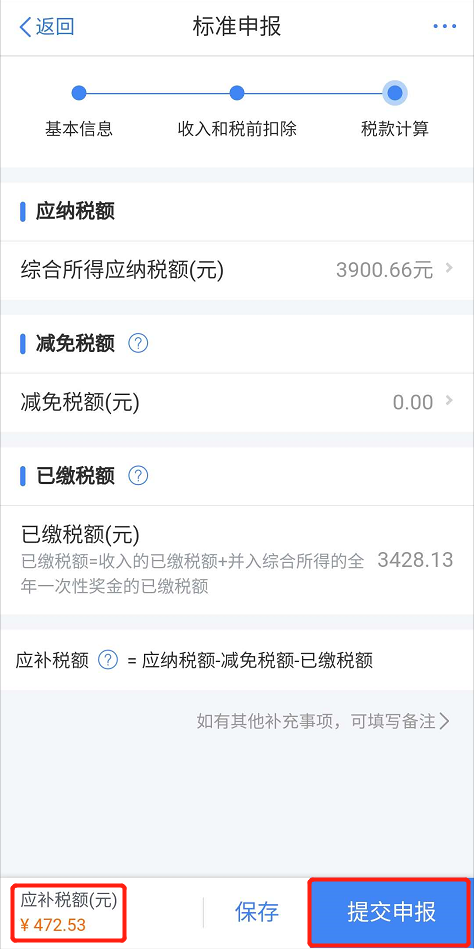 返回
标准申报
基本信息
收入和税前扣除
税款计算
应纳税额
综合所得应纳税额(元)
3900.66元
减免税额 ?
减免税额(元)
0.00
已缴税额 ?
已缴税额(元)
已缴税额=收入的已缴税额+并入综合所得的全
年一次性奖金的已缴税额
3428.13
应补税额 ? = 应纳税额-减免税额-已缴税额
如有其他补充事项，可填写备注
应补税额(元)
¥ 472.53
保存
提交申报